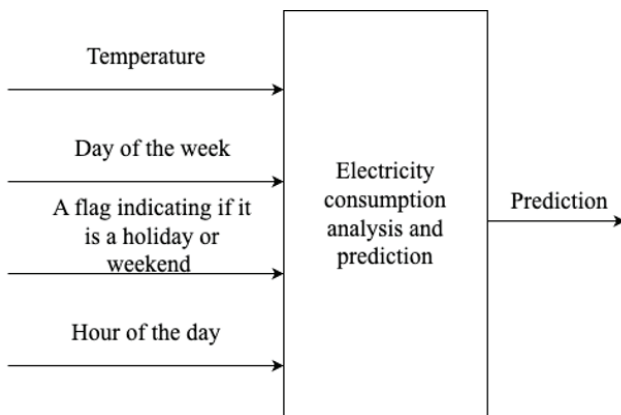 Temperature
Day of the week
A flag indicating if it
is a holiday or
weekend
Hour of the day
Electricity
consumption
analysis and
prediction
Prediction